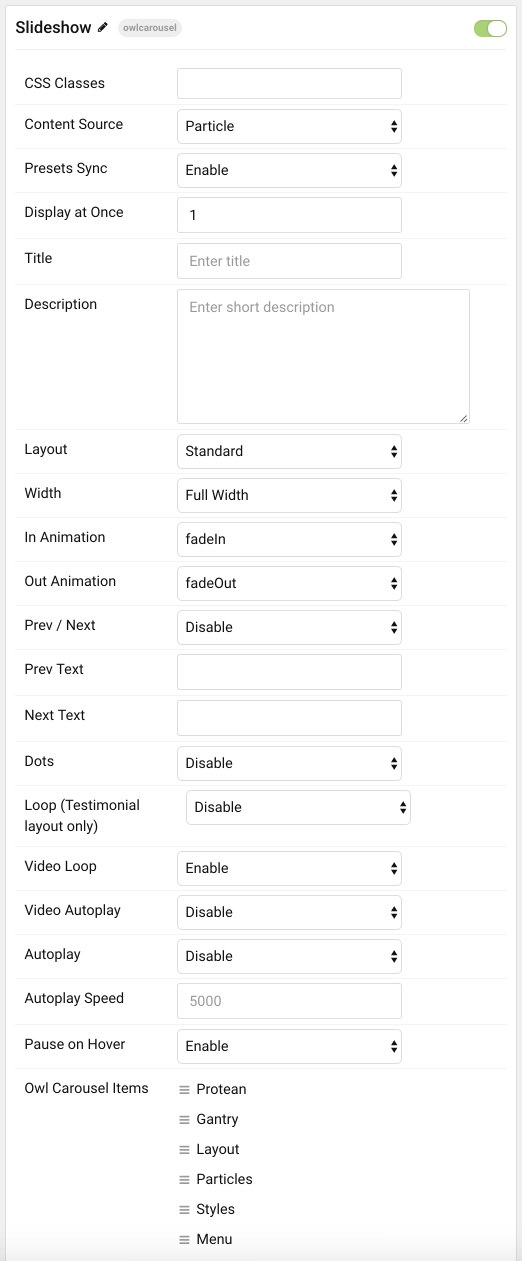 Slideshow owlcarousel
CSS Classes
Content Source Particle
Presets Sync Enable
Display at Once 1
Title Enter title
Description Enter short description
Layout Standard
Width Full Width
In Animation fadeIn
Out Animation fadeOut
Prev / Next Disable
Prev Text
Next Text
Dots Disable
Loop (Testimonial Disable
layout only)
Video Loop Enable
Video Autoplay Disable
Autoplay Disable
Autoplay Speed 5000
Pause on Hover Enable
Owl Carousel Items Protean
Gantry
Layout
Particles
Styles
Menu